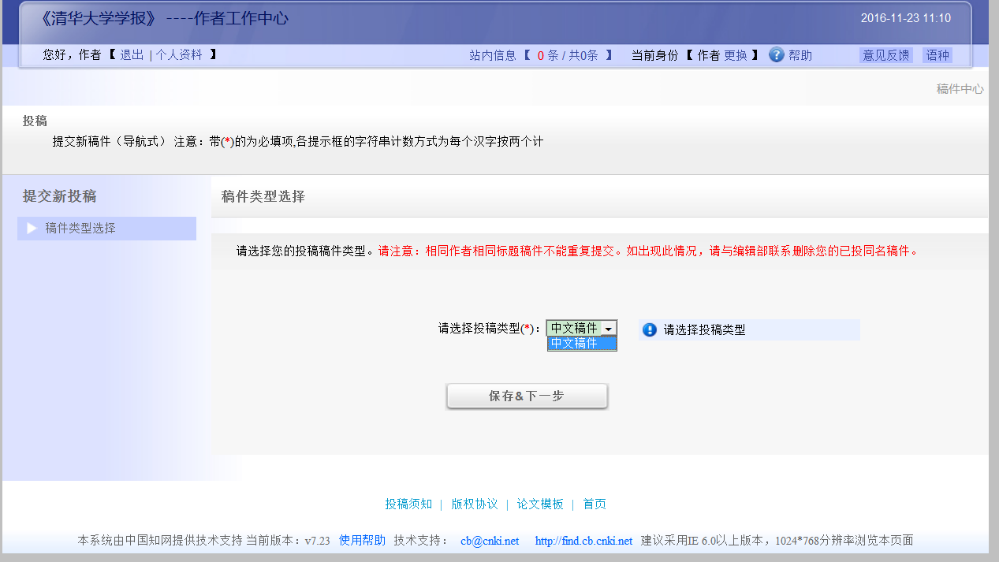 《清华大学学报》 ----作者工作中心
2016-11-23 11:10
您好，作者 【 退出 | 个人资料 】
站内信息 【 0 条 / 共0条 】 当前身份 【 作者 更换 】 帮助 意见反馈 语种
稿件中心
投稿
提交新稿件（导航式） 注意：带(*)的为必填项,各提示框的字符串计数方式为每个汉字按两个计
提交新投稿
稿件类型选择
稿件类型选择
请选择您的投稿稿件类型。请注意：相同作者相同标题稿件不能重复提交。如出现此情况，请与编辑部联系删除您的已投同名稿件。
请选择投稿类型(*)： 中文稿件 请选择投稿类型
中文稿件
保存&下一步
投稿须知 | 版权协议 | 论文模板 | 首页
本系统由中国知网提供技术支持 当前版本：v7.23 使用帮助 技术支持： cb@cnki.net http://find.cb.cnki.net 建议采用IE 6.0以上版本，1024*768分辨率浏览本页面